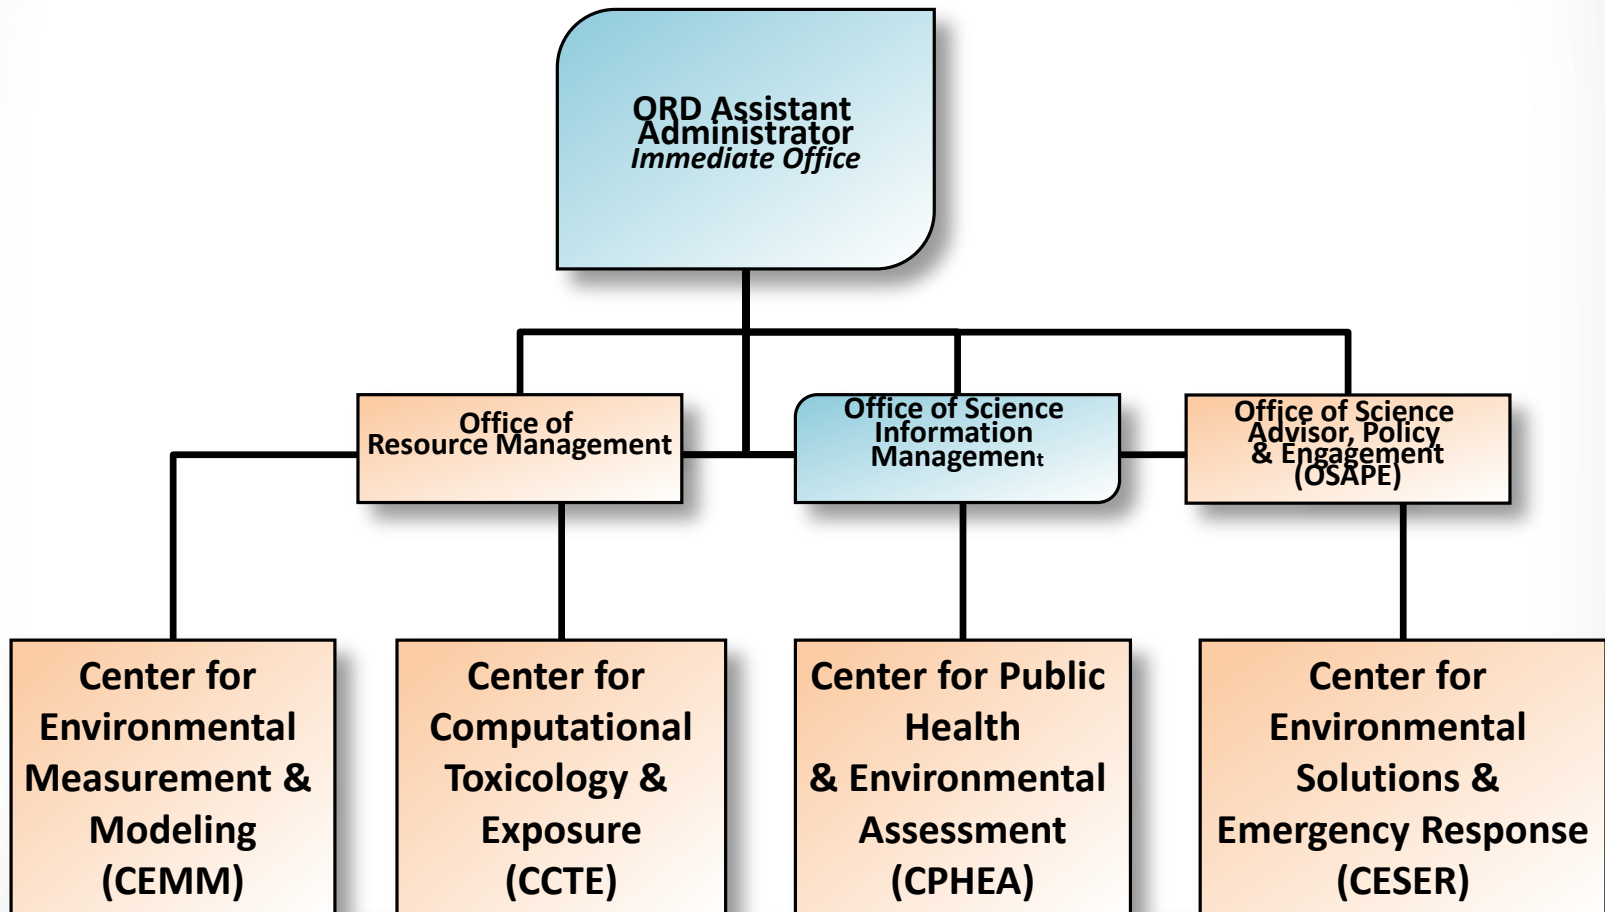 ORD Assistant
Administrator
Immediate Office
Office of
Resource Management
Office of Science
Information
Management
Office of Science
Advisor, Policy
& Engagement
(OSAPE)
Center for
Environmental
Measurement &
Modeling
(CEMM)
Center for
Computational
Toxicology &
Exposure
(CCTE)
Center for Public
Health
& Environmental
Assessment
(CPHEA)
Center for
Environmental
Solutions &
Emergency Response
(CESER)